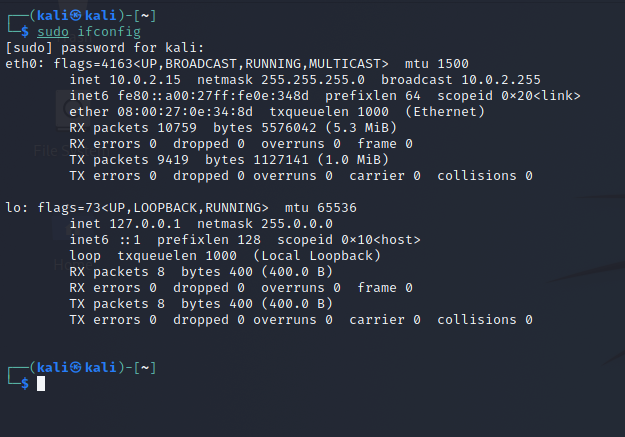 ┌──(kali㉿kali)-[~]
└─$ sudo ifconfig
[sudo] password for kali:
eth0: flags=4163<UP,BROADCAST,RUNNING,MULTICAST>  mtu 1500
        inet 10.0.2.15  netmask 255.255.255.0  broadcast 10.0.2.255
        inet6 fe80::a00:27ff:fe0e:348d  prefixlen 64  scopeid 0×20<link>
        ether 08:00:27:0e:34:8d  txqueuelen 1000  (Ethernet)
        RX packets 10759  bytes 5576042 (5.3 MiB)
        RX errors 0  dropped 0  overruns 0  frame 0
        TX packets 9419  bytes 1127141 (1.0 MiB)
        TX errors 0  dropped 0 overruns 0  carrier 0  collisions 0

lo: flags=73<UP,LOOPBACK,RUNNING>  mtu 65536
        inet 127.0.0.1  netmask 255.0.0.0
        inet6 ::1  prefixlen 128  scopeid 0×10<host>
        loop  txqueuelen 1000  (Local Loopback)
        RX packets 8  bytes 400 (400.0 B)
        RX errors 0  dropped 0  overruns 0  frame 0
        TX packets 8  bytes 400 (400.0 B)
        TX errors 0  dropped 0 overruns 0  carrier 0  collisions 0

┌──(kali㉿kali)-[~]
└─$